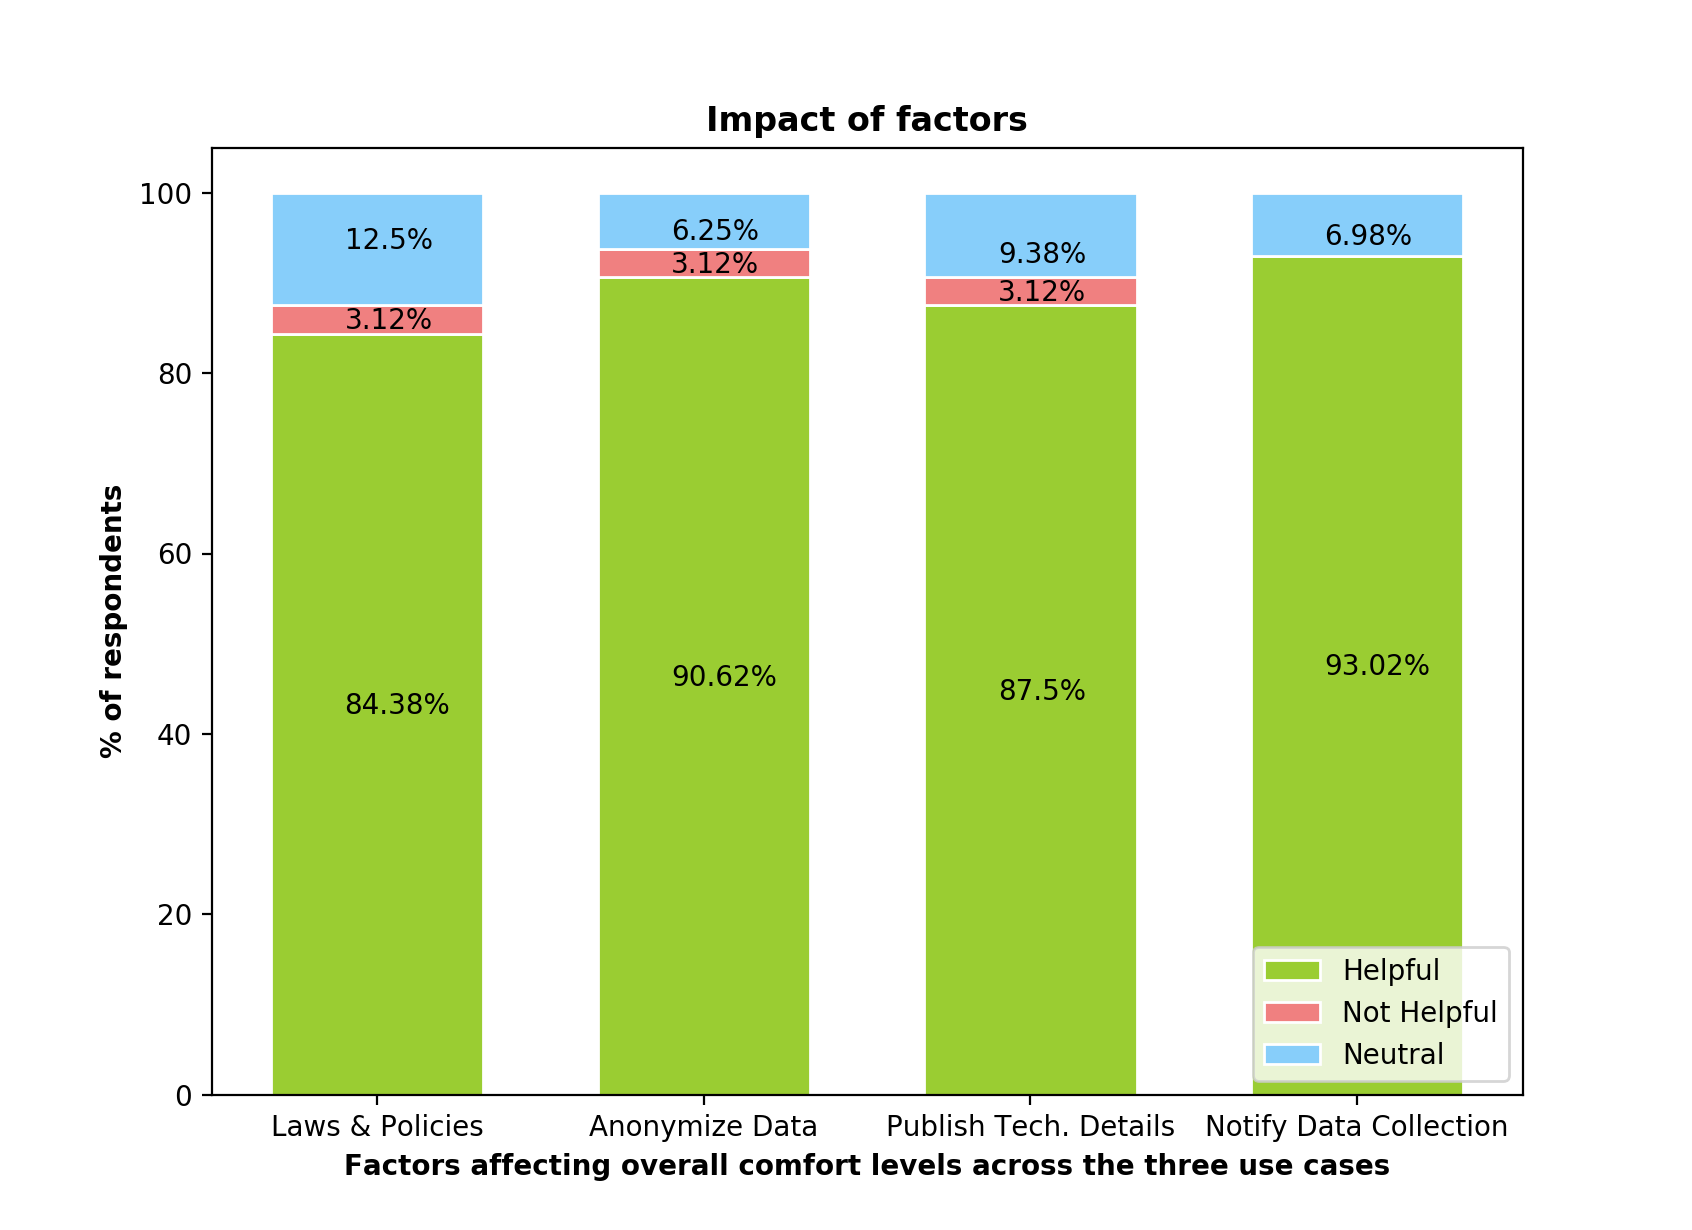 Impact of factors
100
80
60
40
20
0
% of respondents
12.5%
3.12%
84.38%
6.25%
3.12%
90.62%
9.38%
3.12%
87.5%
6.98%
93.02%
Helpful
Not Helpful
Neutral
Laws & Policies
Anonymize Data
Publish Tech. Details
Notify Data Collection
Factors affecting overall comfort levels across the three use cases